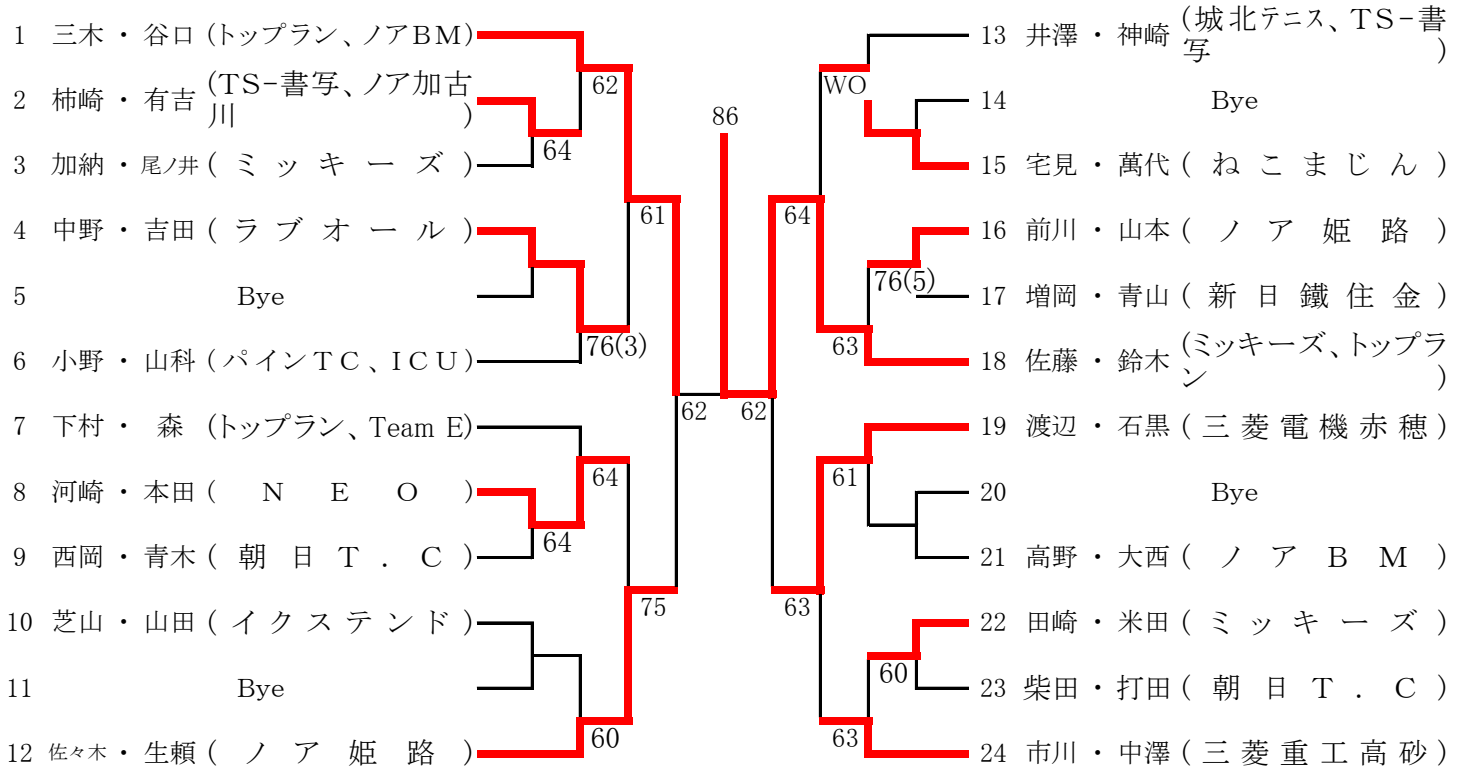 1 三木 ・ 谷口 (トップラン、ノアBM)
2 柿崎 ・ 有吉 (TS-書写、ノア加古川)
3 加納 ・ 尾ノ井 ( ミッキーズ )
4 中野 ・ 吉田 ( ラブオール )
5 Bye
6 小野 ・ 山科 (パインTC、ICU)
7 下村 ・ 森 (トップラン、Team E)
8 河崎 ・ 本田 ( NEO )
9 西岡 ・ 青木 ( 朝日T.C )
10 芝山 ・ 山田 ( イクステンド )
11 Bye
12 佐々木 ・ 生頼 ( ノア姫路 )
62
64
61
76(3)
64
64
75
60
62
86
62
WO
64
76(5)
63
61
63
60
63
13 井澤 ・ 神崎 (城北テニス、TS-書写)
14 Bye
15 宅見 ・ 萬代 ( ねこまじん )
16 前川 ・ 山本 ( ノア姫路 )
17 増岡 ・ 青山 ( 新日鐵住金 )
18 佐藤 ・ 鈴木 (ミッキーズ、トップラン)
19 渡辺 ・ 石黒 ( 三菱電機赤穂 )
20 Bye
21 高野 ・ 大西 ( ノアBM )
22 田崎 ・ 米田 ( ミッキーズ )
23 柴田 ・ 打田 ( 朝日T.C )
24 市川 ・ 中澤 ( 三菱重工高砂 )